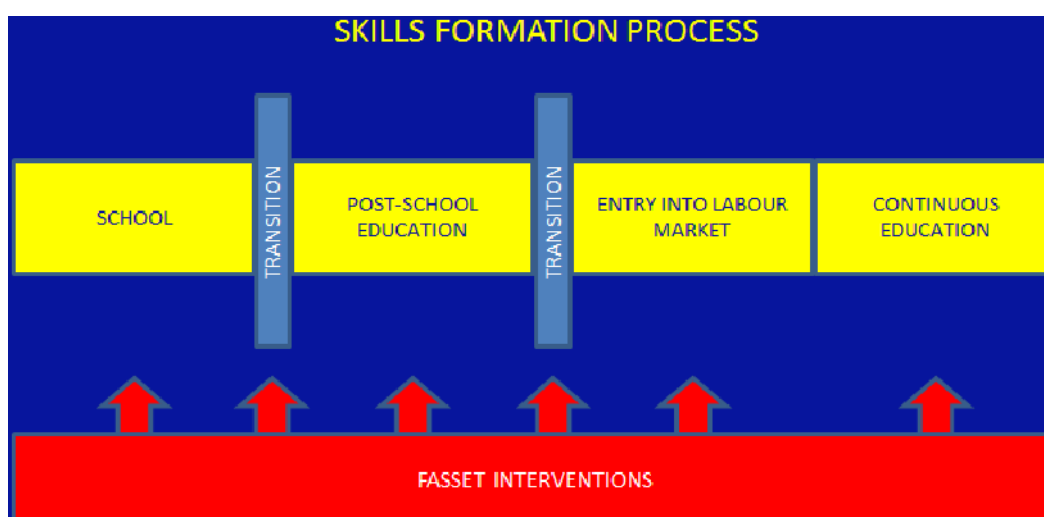 SKILLS FORMATION PROCESS
SCHOOL
TRANSITION
POST-SCHOOL
EDUCATION
TRANSITION
ENTRY INTO LABOUR
MARKET
CONTINUOUS
EDUCATION
FASSET INTERVENTIONS